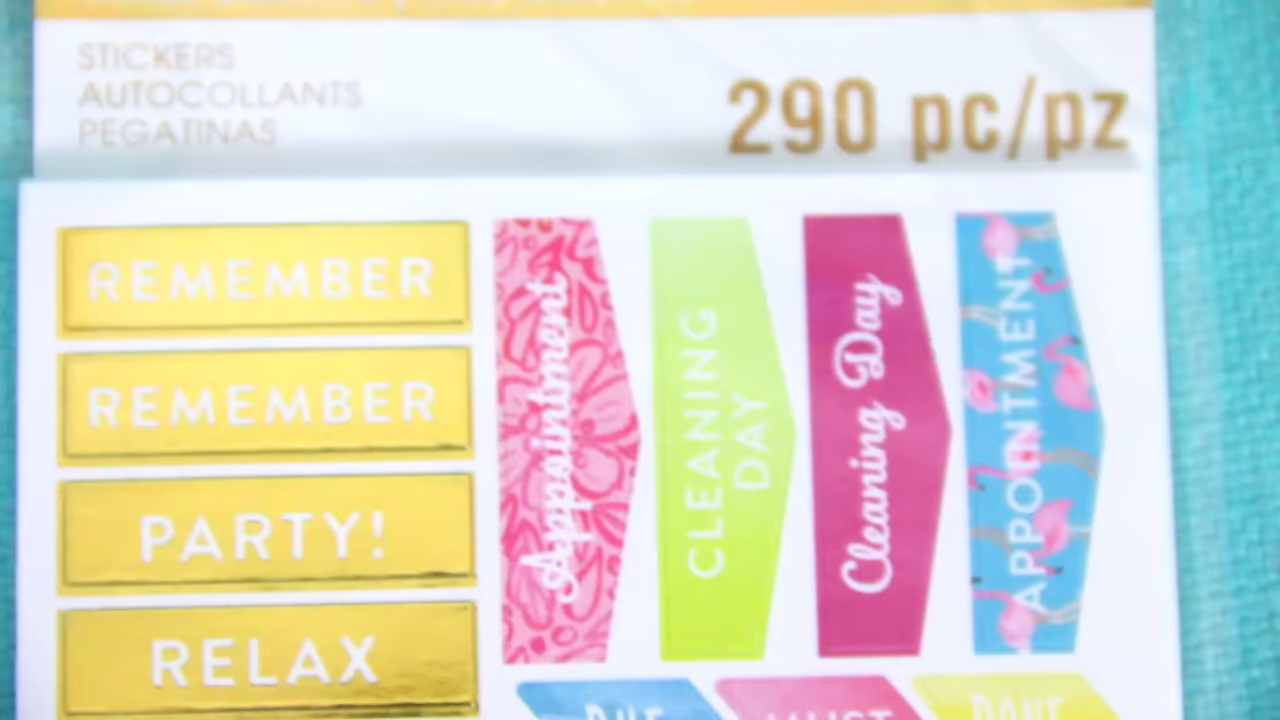 STICKERS
AUTOCOLLANTS
PEGATINAS
290 pc/pz
REMEMBER
REMEMBER
PARTY!
RELAX
Appointment
CLEANING
DAY
Cleaning Day
APPOINTMENT